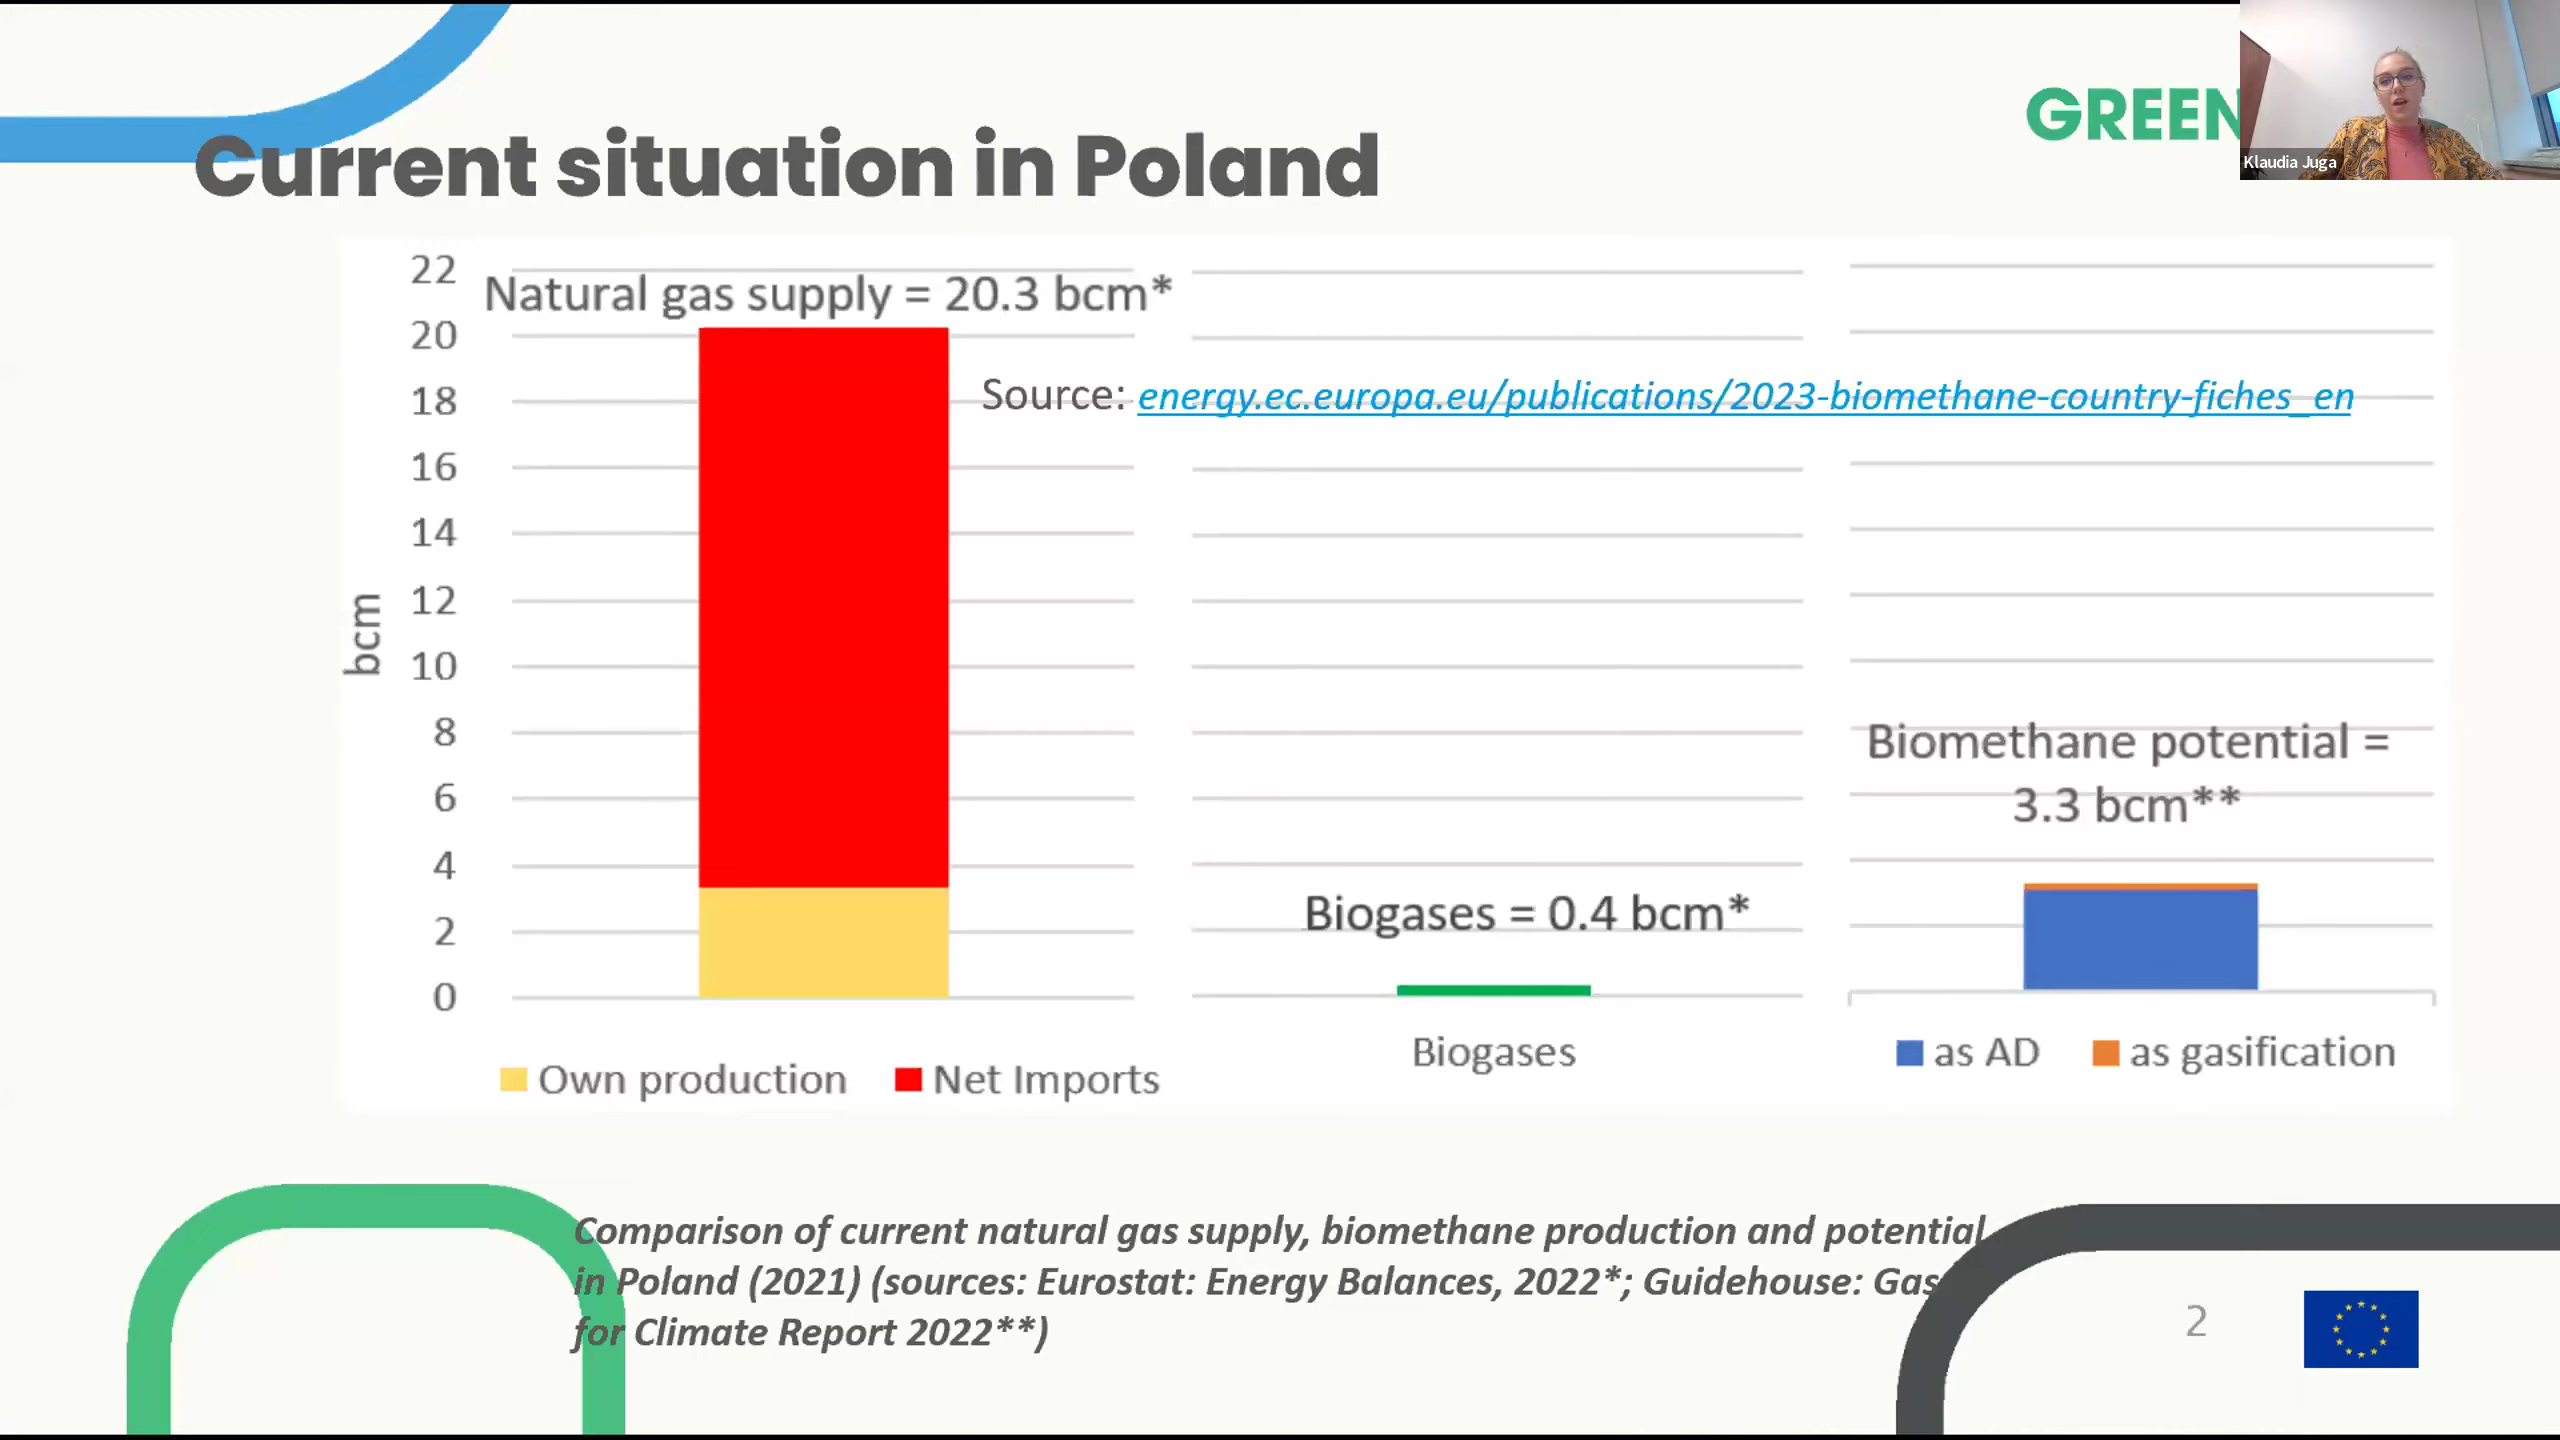 GREEN
Klaudia Juga
Current situation in Poland
22
20
18
16
14
12
10
8
6
4
2
0
bcm
Natural gas supply = 20.3 bcm*
Source: energy.ec.europa.eu/publications/2023-biomethane-country-fiches_en
Biomethane potential =
3.3 bcm**
Biogases = 0.4 bcm*
Own production
Net Imports
Biogases
as AD
as gasification
Comparison of current natural gas supply, biomethane production and potential
in Poland (2021) (sources: Eurostat: Energy Balances, 2022*; Guidehouse: Gas
for Climate Report 2022**)
2